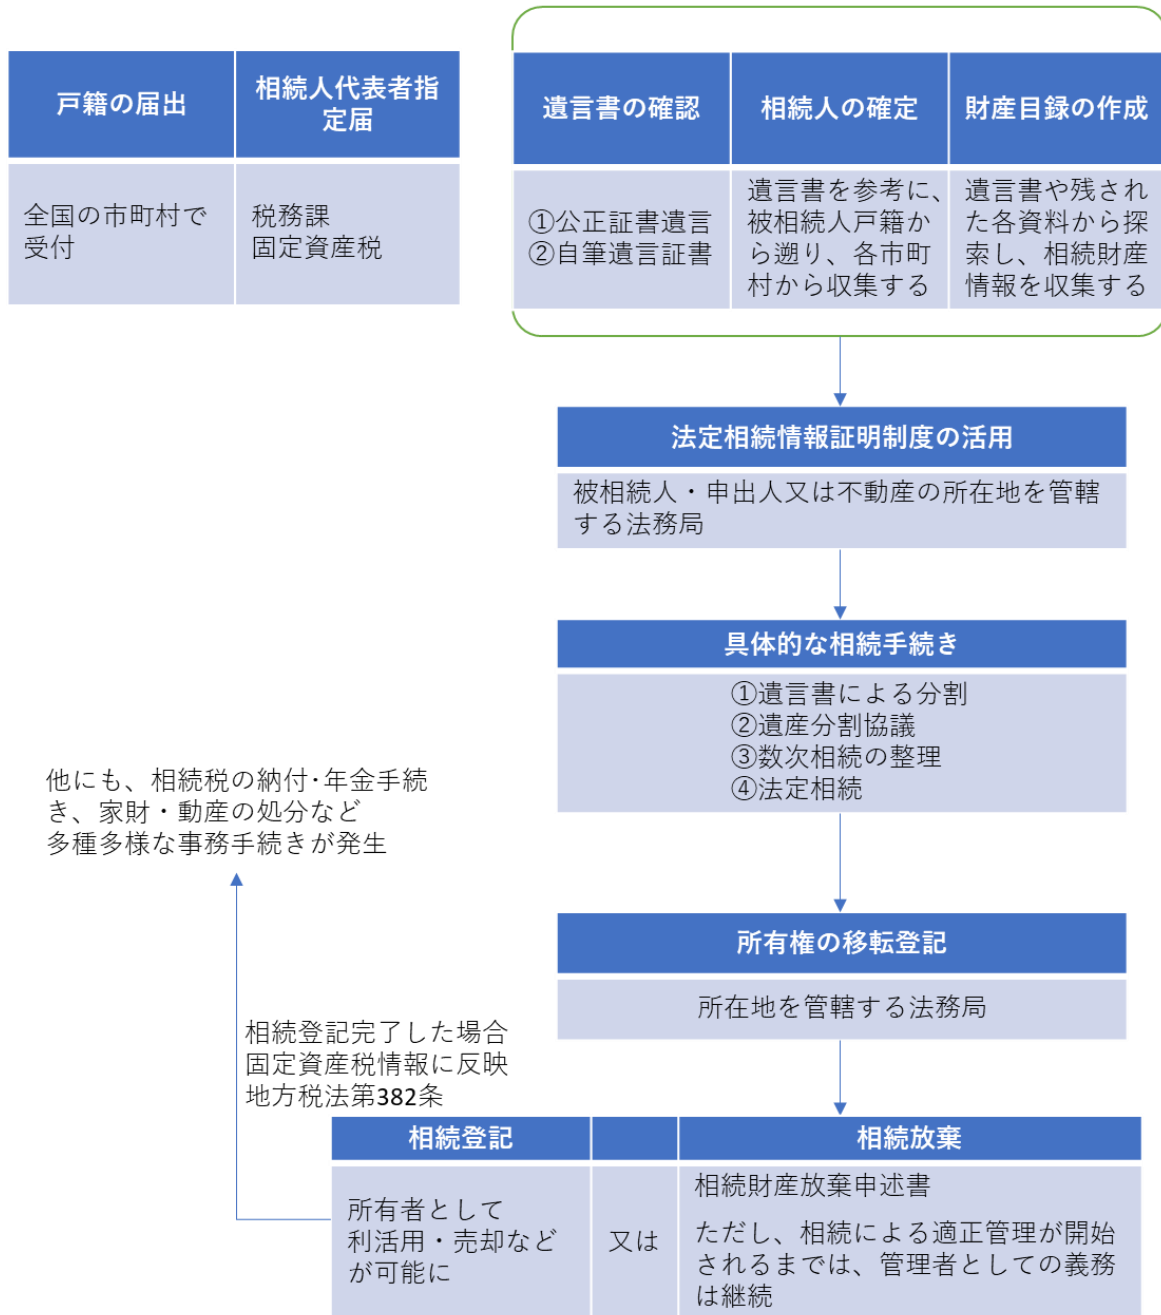 戸籍の届出
相続人代表者指
定届
全国の市町村で
受付
税務課
固定資産税
遺言書の確認
相続人の確定
財産目録の作成
①公正証書遺言
②自筆遺言証書
遺言書を参考に、
被相続人戸籍か
ら遡り、各市町
村から収集する
遺言書や残され
た各資料から探
索し、相続財産
情報を収集する
法定相続情報証明制度の活用
被相続人・申出人又は不動産の所在地を管轄
する法務局
具体的な相続手続き
①遺言書による分割
②遺産分割協議
③数次相続の整理
④法定相続
他にも、相続税の納付･年金手続
き、家財・動産の処分など
多種多様な事務手続きが発生
所有権の移転登記
所在地を管轄する法務局
相続登記完了した場合
固定資産税情報に反映
地方税法第382条
相続登記
相続放棄
所有者として
利活用・売却など
が可能に
又は
相続財産放棄申述書
ただし、相続による適正管理が開始
されるまでは、管理者としての義務
は継続